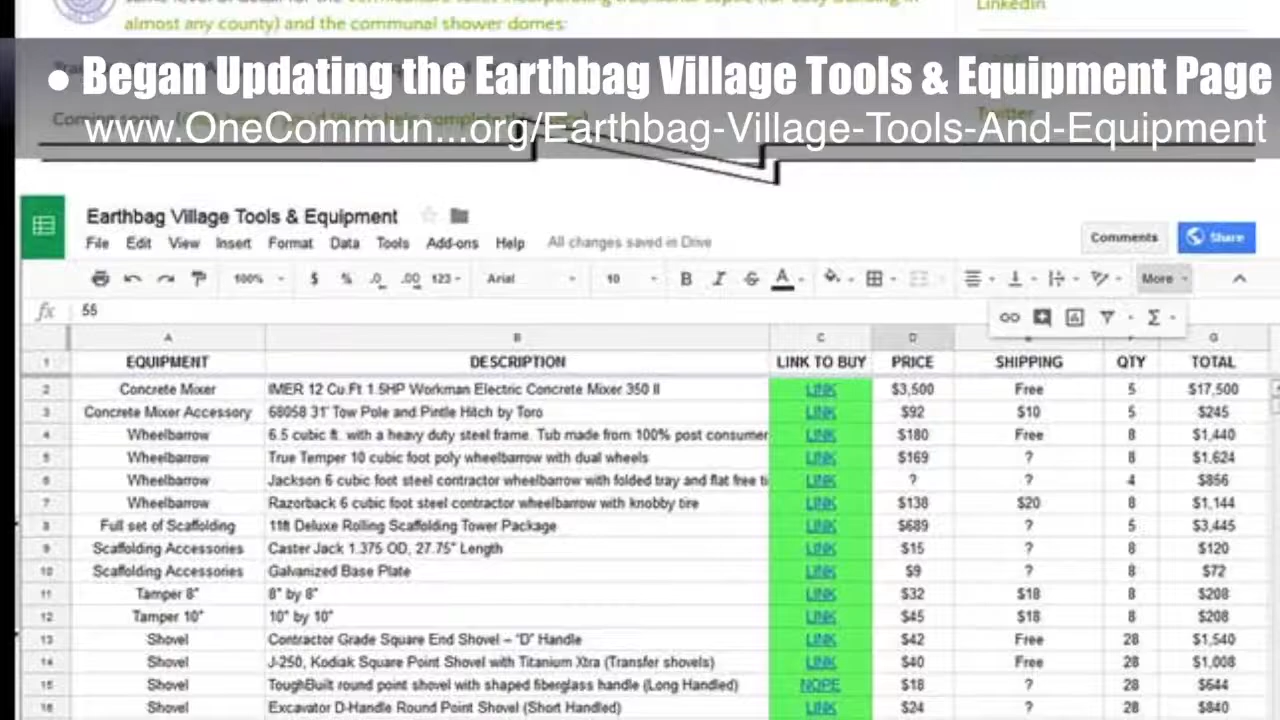 almost any county) and the communal shower domes:
LinkedIn
• Began Updating the Earthbag Village Tools & Equipment Page
www.OneCommun...org/Earthbag-Village-Tools-And-Equipment
Twitter
Earthbag Village Tools & Equipment
File Edit View Insert Format Data Tools Add-ons Help All changes saved in Drive
Comments Share
100% $ % .0 .00 123 Arial 10 B I S A More
fx 55
A B C D G
1 EQUIPMENT DESCRIPTION LINK TO BUY PRICE SHIPPING QTY TOTAL
2 Concrete Mixer IMER 12 Cu.Ft 1.5HP Workman Electric Concrete Mixer 350 II LINK $3,500 Free 5 $17,500
3 Concrete Mixer Accessory 68058 31" Tow Pole and Pintle Hitch by Toro LINK $92 $10 5 $245
4 Wheelbarrow 6.5 cubic ft. with a heavy duty steel frame. Tub made from 100% post consumer LINK $180 Free 8 $1,440
5 Wheelbarrow True Temper 10 cubic foot poly wheelbarrow with dual wheels LINK $169 ? 8 $1,624
6 Wheelbarrow Jackson 6 cubic foot steel contractor wheelbarrow with folded tray and flat free ti LINK ? ? 4 $856
7 Wheelbarrow Razorback 6 cubic foot steel contractor wheelbarrow with knobby tire LINK $138 $20 8 $1,144
8 Full set of Scaffolding 11ft Deluxe Rolling Scaffolding Tower Package LINK $689 ? 5 $3,445
9 Scaffolding Accessories Caster Jack 1.375 OD, 27.75" Length LINK $15 ? 8 $120
10 Scaffolding Accessories Galvanized Base Plate LINK $9 ? 8 $72
11 Tamper 8" 8" by 8" LINK $32 $18 8 $208
12 Tamper 10" 10" by 10" LINK $45 $18 8 $208
13 Shovel Contractor Grade Square End Shovel – "D" Handle LINK $42 Free 28 $1,540
14 Shovel J-250, Kodiak Square Point Shovel with Titanium Xtra (Transfer shovels) LINK $40 Free 28 $1,008
15 Shovel ToughBuilt round point shovel with shaped fiberglass handle (Long Handled) NOPE $18 ? 28 $644
16 Shovel Excavator D-Handle Round Point Shovel (Short Handled) LINK $24 ? 28 $840